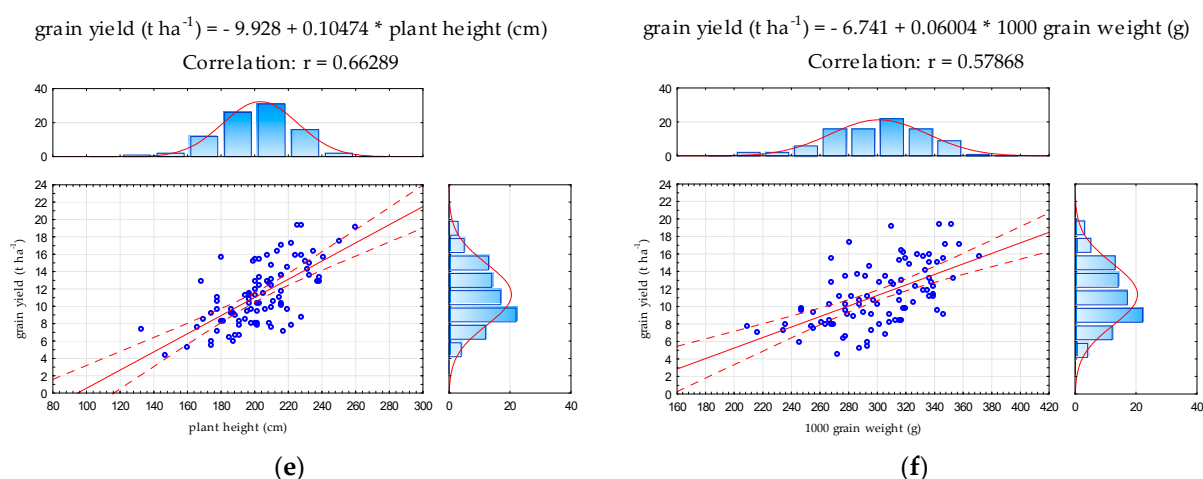 grain yield (t ha-1) = - 9.928 + 0.10474 * plant height (cm)
Correlation: r = 0.66289
40
20
0
24
22
20
18
16
14
12
10
8
6
4
2
0
grain yield (t ha-1)
80 100 120 140 160 180 200 220 240 260 280 300
plant height (cm)
0 20 40
(e)
grain yield (t ha-1) = - 6.741 + 0.06004 * 1000 grain weight (g)
Correlation: r = 0.57868
40
20
0
24
22
20
18
16
14
12
10
8
6
4
2
0
grain yield (t ha-1)
160 180 200 220 240 260 280 300 320 340 360 380 400 420
1000 grain weight (g)
0 20 40
(f)